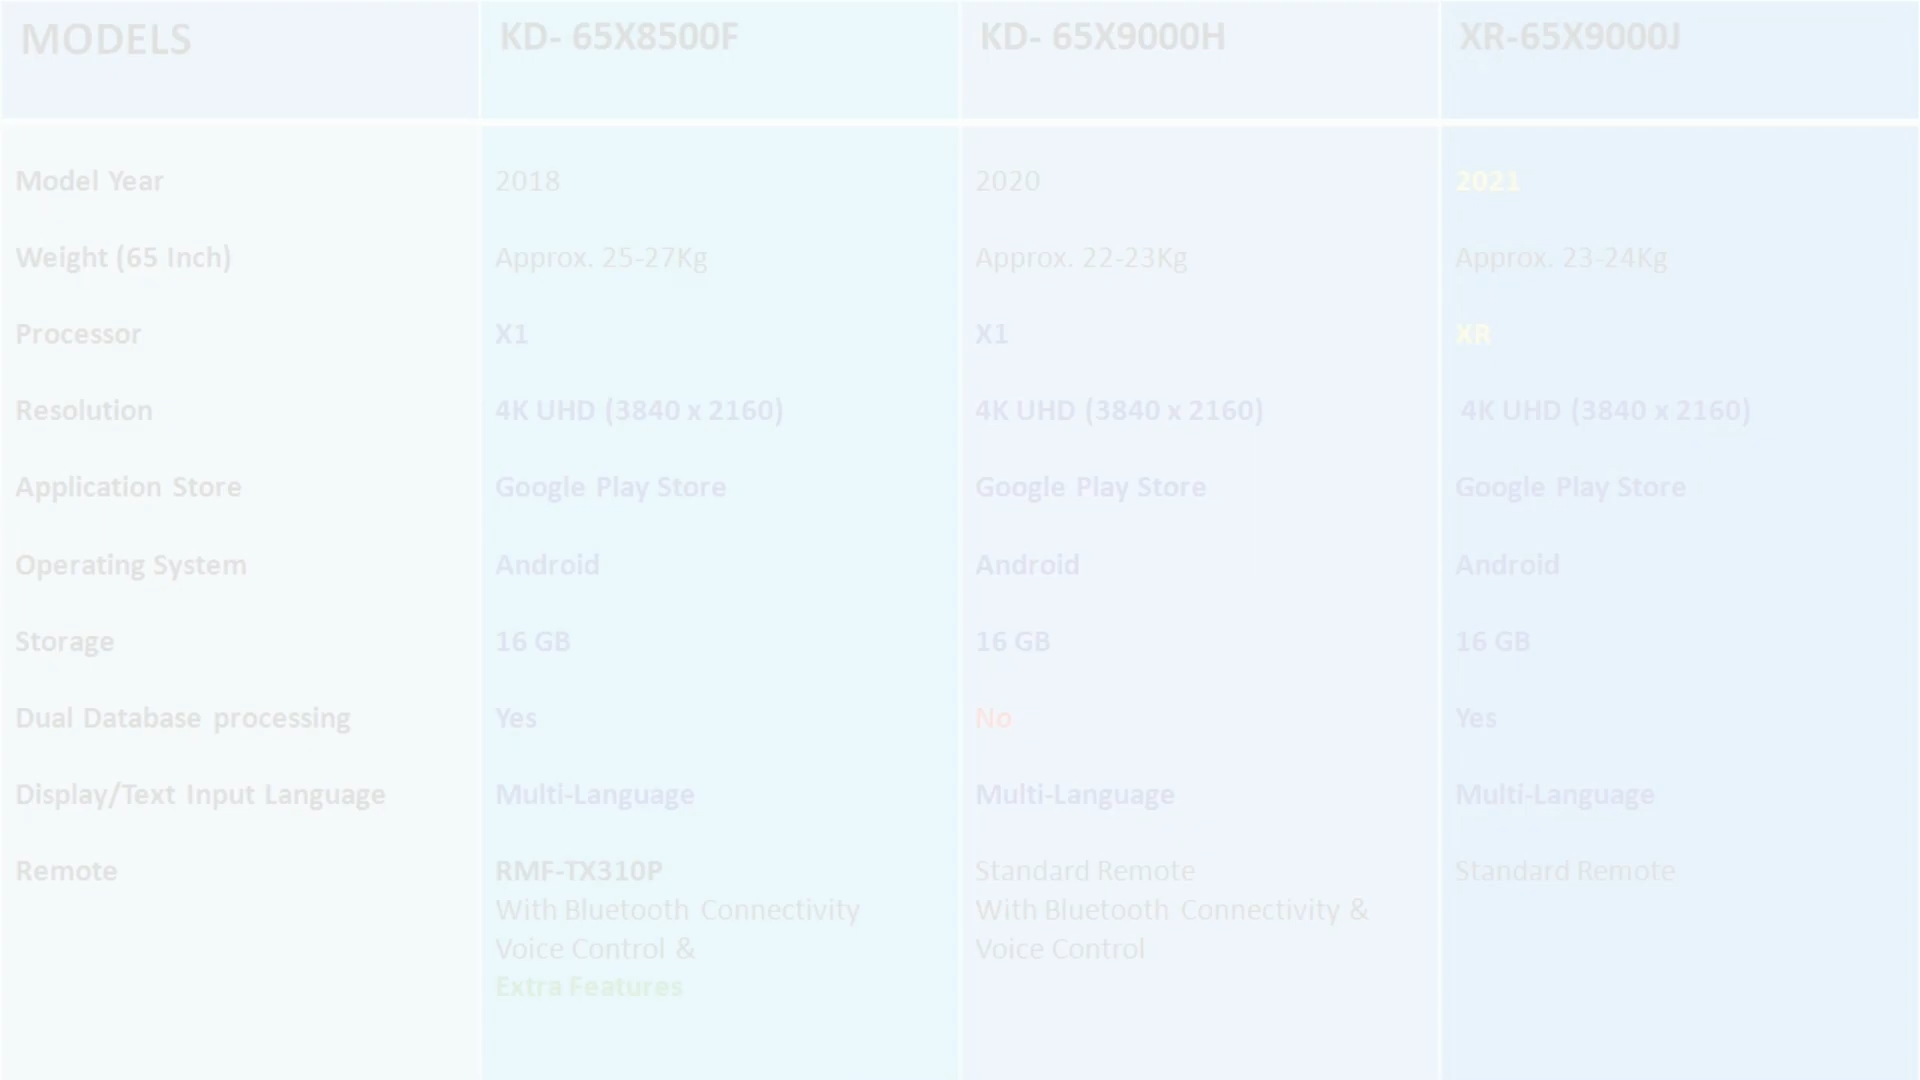 MODELS KD- 65X8500F KD- 65X9000H XR-65X9000J
Model Year 2018 2020 2021
Weight (65 Inch) Approx. 25-27Kg Approx. 22-23Kg Approx. 23-24Kg
Processor X1 X1 XR
Resolution 4K UHD (3840 x 2160) 4K UHD (3840 x 2160) 4K UHD (3840 x 2160)
Application Store Google Play Store Google Play Store Google Play Store
Operating System Android Android Android
Storage 16 GB 16 GB 16 GB
Dual Database processing Yes No Yes
Display/Text Input Language Multi-Language Multi-Language Multi-Language
Remote RMF-TX310P Standard Remote Standard Remote
With Bluetooth Connectivity With Bluetooth Connectivity &
Voice Control & Voice Control
Extra Features